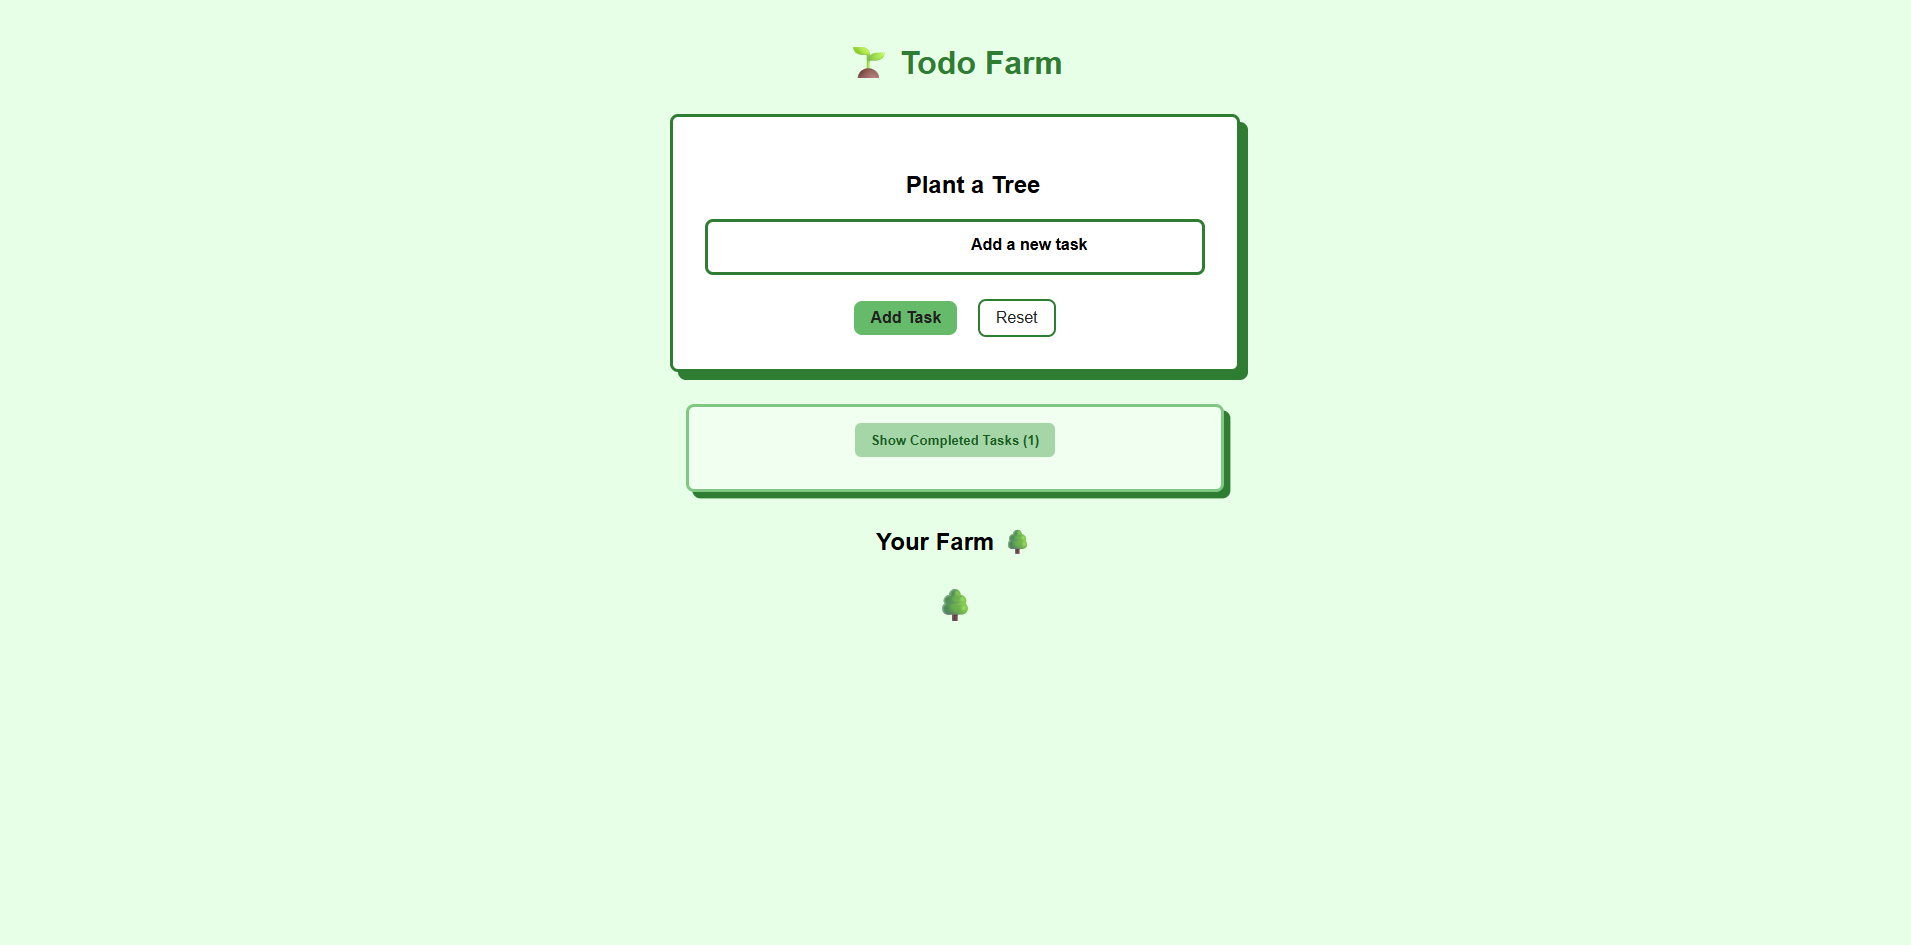 Todo Farm
Plant a Tree
Add a new task
Add Task
Reset
Show Completed Tasks (1)
Your Farm